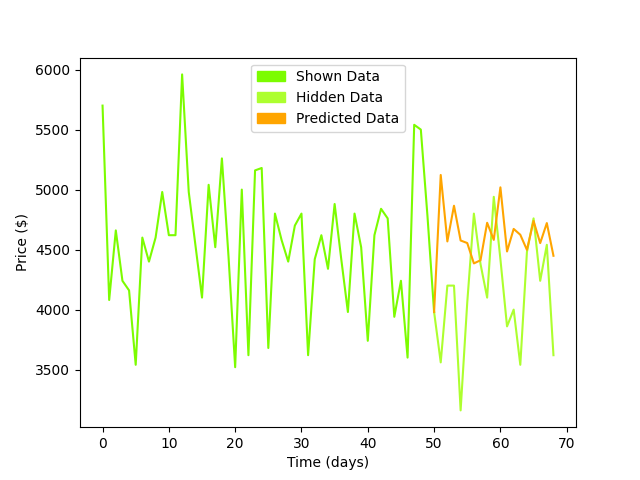 Shown Data
Hidden Data
Predicted Data
6000
5500
5000
4500
4000
3500
Price ($)
0 10 20 30 40 50 60 70
Time (days)